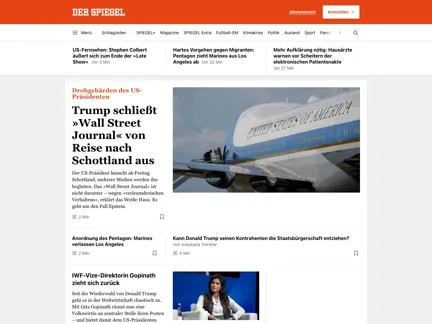 DER SPIEGEL
Abonnement
Anmelden
Menü
Schlagzeilen
SPIEGEL+
Magazine
SPIEGEL Extra
Fußball-EM
Klimakrise
Politik
Ausland
Sport
US-Fernsehen: Stephen Colbert
äußert sich zum Ende der »Late
Show« Vor 3 Min
Hartes Vorgehen gegen Migranten:
Pentagon zieht Marines aus Los
Angeles ab Vor 20 Min
Mehr Aufklärung nötig: Hausärzte
warnen vor Scheitern der
elektronischen Patientenakte
Vor 27 Min
Drohgebärden des US-
Präsidenten
Trump schließt
»Wall Street
Journal« von
Reise nach
Schottland aus
Der US-Präsident besucht ab Freitag
Schottland, mehrere Medien werden ihn
begleiten. Das »Wall Street Journal« ist
nicht darunter – wegen »verleumderischen
Verhaltens«, erklärt das Weiße Haus. Es
geht um den Fall Epstein.
2 Min
UNITED STATES OF AMERICA
Anordnung des Pentagon: Marines
verlassen Los Angeles
2 Min
Kann Donald Trump seinen Kontrahenten die Staatsbürgerschaft entziehen?
6 Min
IWF-Vize-Direktorin Gopinath
zieht sich zurück
Seit der Wiederwahl von Donald Trump
geht es in der Weltwirtschaft chaotisch zu.
Mit Gita Gopinath räumt nun eine
Volkswirtin an zentraler Stelle ihren Posten
– und bietet damit dem US-Präsidenten